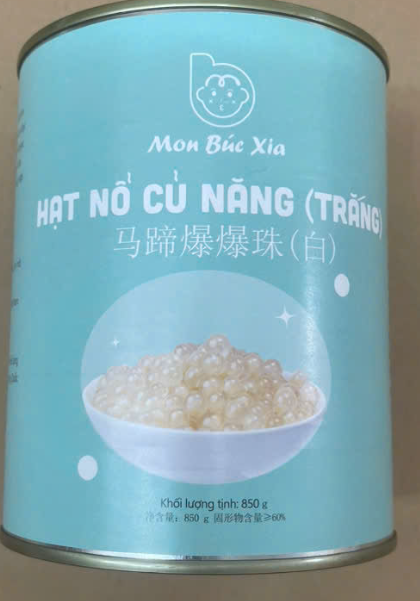 Mon Búc Xia
HẠT NỔ CỦ NĂNG (TRẮNG)
马蹄爆爆珠(白)
Khối lượng tịnh: 850 g
净含量: 850 g 固形物含量≥60%